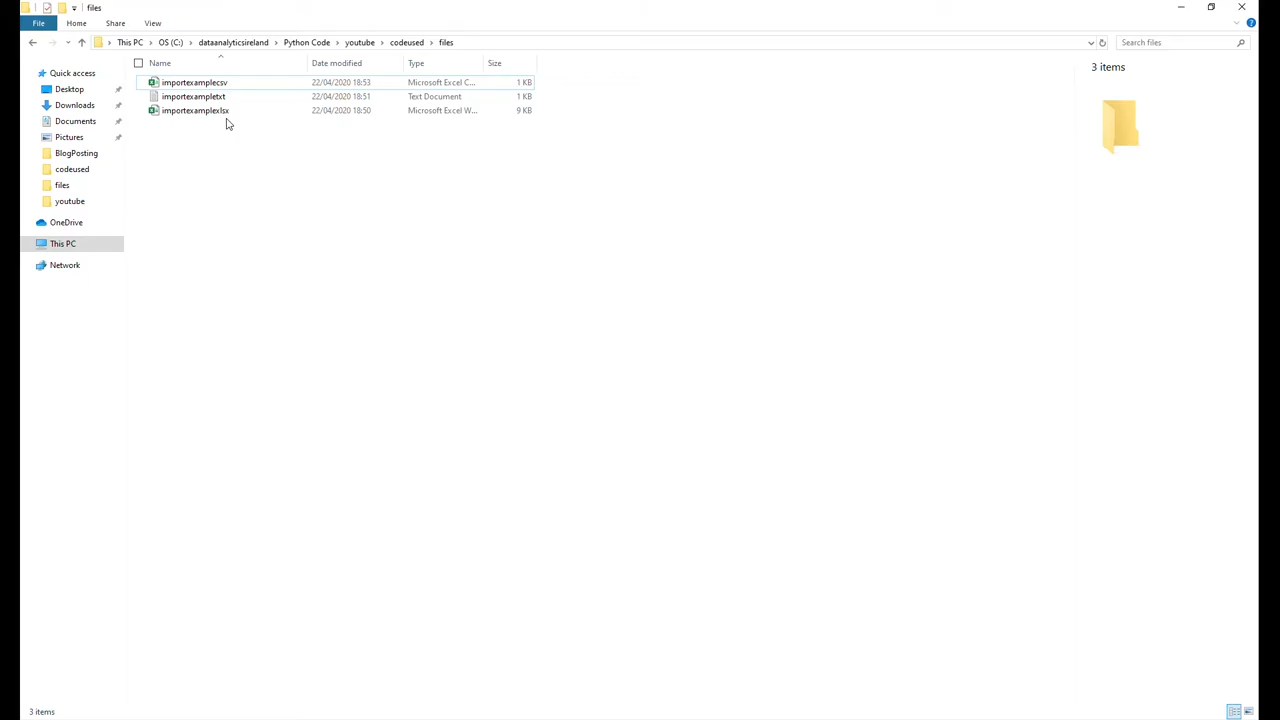 files
File Home Share View
This PC > OS (C:) > dataanalyticsireland > Python Code > youtube > codeused > files
Search files
Name Date modified Type Size
importexamplecsv 22/04/2020 18:53 Microsoft Excel C... 1 KB
importexampletxt 22/04/2020 18:51 Text Document 1 KB
importexamplexlsx 22/04/2020 18:50 Microsoft Excel W... 9 KB
Quick access
Desktop
Downloads
Documents
Pictures
BlogPosting
codeused
files
youtube
OneDrive
This PC
Network
3 items
3 items